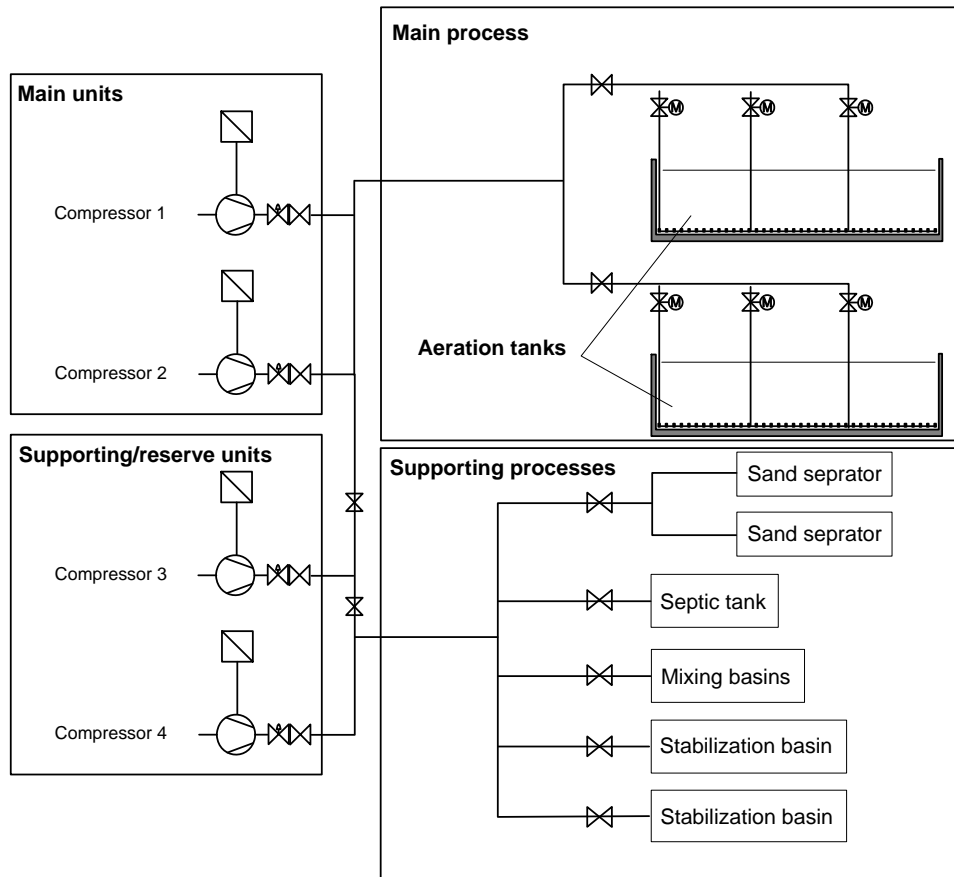 Main process
Main units
M
M
M
Compressor 1
M
M
M
Aeration tanks
Compressor 2
Supporting/reserve units
Supporting processes
Sand seprator
Sand seprator
Compressor 3
Septic tank
Mixing basins
Compressor 4
Stabilization basin
Stabilization basin